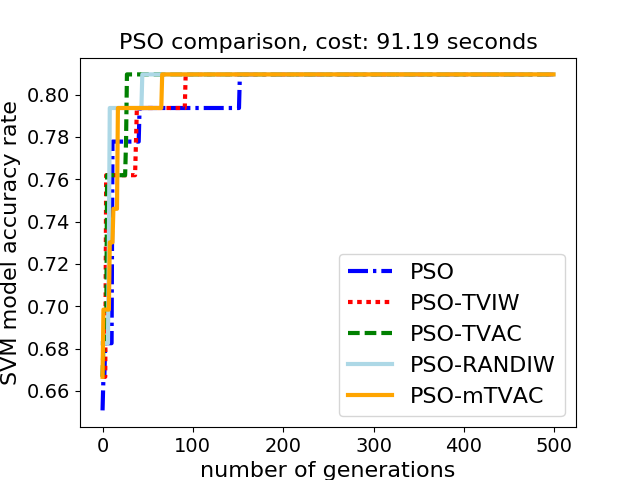 PSO comparison, cost: 91.19 seconds
SVM model accuracy rate
0.80
0.78
0.76
0.74
0.72
0.70
0.68
0.66
PSO
PSO-TVIW
PSO-TVAC
PSO-RANDIW
PSO-mTVAC
0 100 200 300 400 500
number of generations